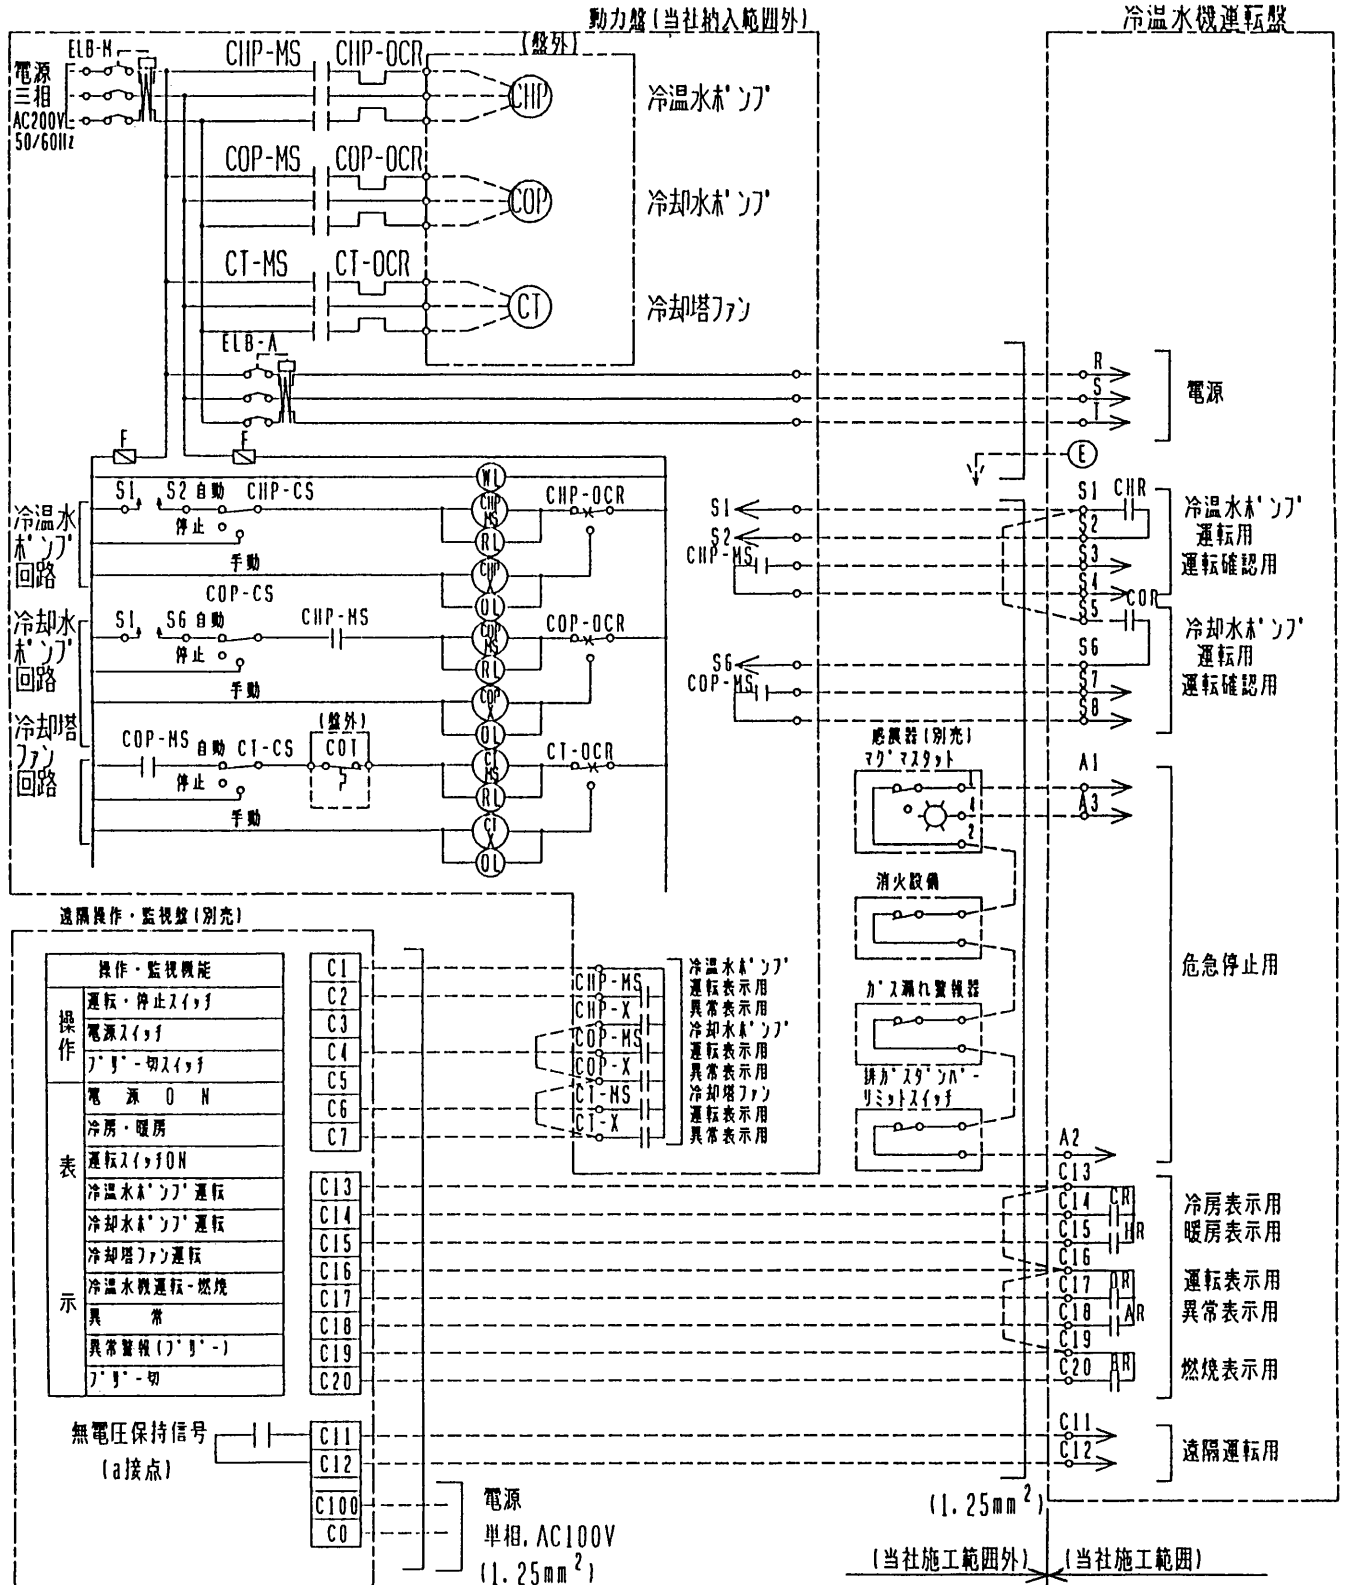 動力盤(当社納入範囲外)
冷温水機運転盤
ELB-M
電源
三相
AC200V
50/60Hz
CHP-MS
CHP-OCR
(盤外)
CHP
冷温水ポンプ
COP-MS
COP-OCR
COP
冷却水ポンプ
CT-MS
CT-OCR
CT
冷却塔ファン
ELB-A
R
S
T
電源
E
F
F
WL
冷温水
ポンプ
回路
S1
S2
自動
CHP-CS
停止
手動
CHP
MS
RL
CHP
X
OL
CHP-OCR
S1
S2
CHP-MS
S1
CHR
S2
S3
S4
冷温水ポンプ
運転用
運転確認用
冷却水
ポンプ
回路
COP-CS
S1
S6
自動
CHP-MS
停止
手動
COP
MS
RL
COP
X
OL
COP-OCR
S6
COP-MS
S5
COR
S6
S7
S8
冷却水ポンプ
運転用
運転確認用
冷却塔
ファン
回路
COP-MS
自動
CT-CS
停止
手動
(盤外)
COT
CT
MS
RL
CT
X
OL
CT-OCR
感震器(別売)
マグマスタット
1
4
2
A1
A3
消火設備
ガス漏れ警報器
排ガスダンパー
リミットスイッチ
A2
危急停止用
遠隔操作・監視盤(別売)
操作・監視機能
操作
運転・停止スイッチ
電源スイッチ
ブザー切スイッチ
表示
電源ON
冷房・暖房
運転スイッチON
冷温水ポンプ運転
冷却水ポンプ運転
冷却塔ファン運転
冷温水機運転-燃焼
異常
異常警報(ブザー)
ブザー切
C1
C2
C3
C4
C5
C6
C7
CHP-MS
CHP-X
COP-MS
COP-X
CT-MS
CT-X
冷温水ポンプ
運転表示用
異常表示用
冷却水ポンプ
運転表示用
異常表示用
冷却塔ファン
運転表示用
異常表示用
C13
C14
C15
C16
C17
C18
C19
C20
C13
C14
CR
C15
HR
C16
C17
OR
C18
AR
C19
C20
BR
冷房表示用
暖房表示用
運転表示用
異常表示用
燃焼表示用
無電圧保持信号
(a接点)
C11
C12
C11
C12
遠隔運転用
C100
C0
電源
単相,AC100V
(1.25mm²)
(1.25mm²)
(当社施工範囲外)
(当社施工範囲)